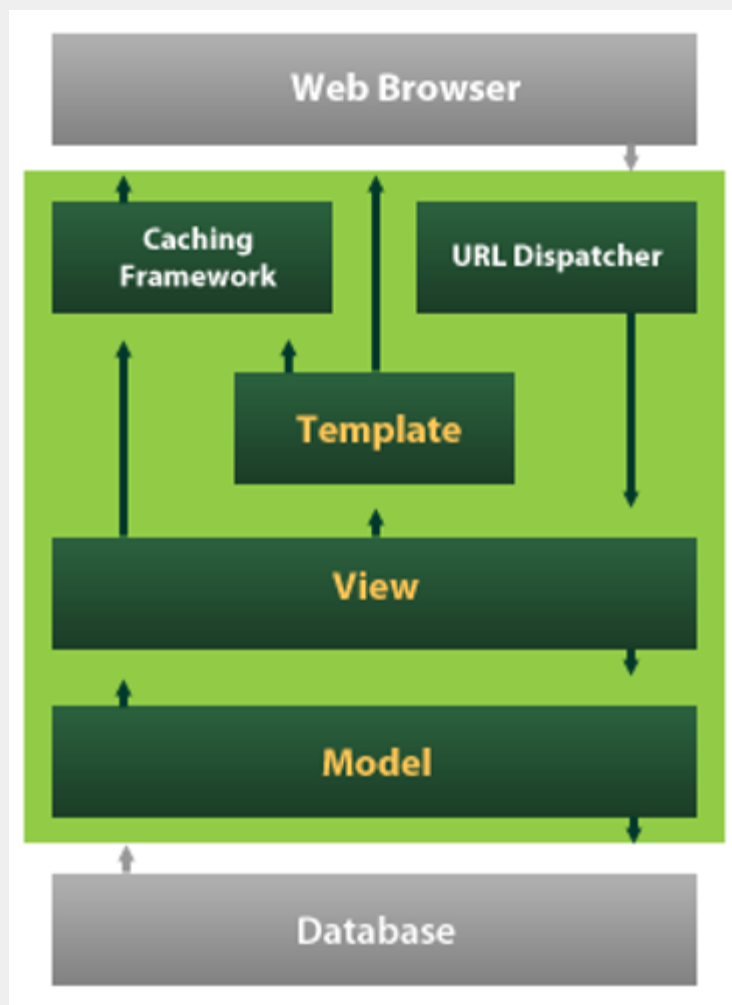 Web Browser
Caching
Framework
URL Dispatcher
Template
View
Model
Database